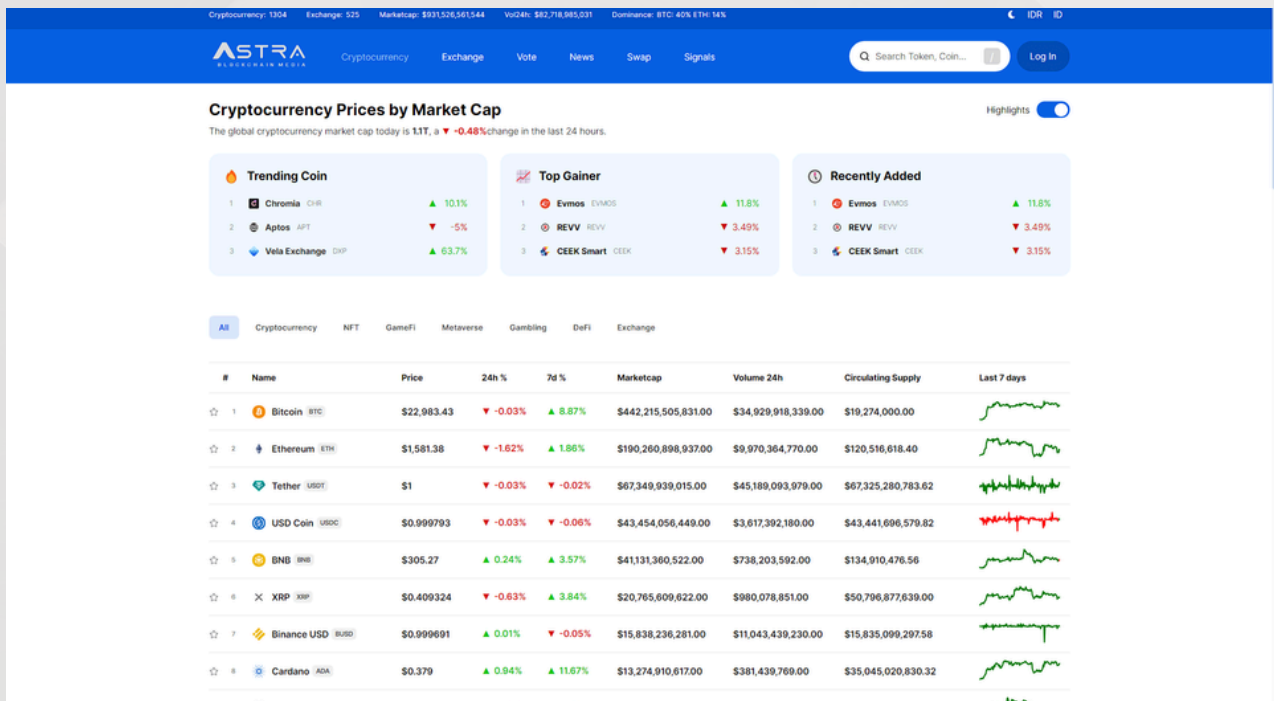 Cryptocurrency: 1304 Exchange: 525 Marketcap: $931,526,561,544 Vol24h: $82,718,985,031 Dominance: BTC: 40% ETH: 14% IDR ID
ASTRA
BLOCKCHAIN MEDIA
Cryptocurrency Exchange Vote News Swap Signals Search Token, Coin... / Log In
Cryptocurrency Prices by Market Cap
Highlights
The global cryptocurrency market cap today is 1.1T, a ▼ -0.48%change in the last 24 hours.
Trending Coin
1 Chromia CHR ▲ 10.1%
2 Aptos APT ▼ -5%
3 Vela Exchange DXP ▲ 63.7%
Top Gainer
1 Evmos EVMOS ▲ 11.8%
2 REVV REVV ▼ 3.49%
3 CEEK Smart CEEK ▼ 3.15%
Recently Added
1 Evmos EVMOS ▲ 11.8%
2 REVV REVV ▼ 3.49%
3 CEEK Smart CEEK ▼ 3.15%
All Cryptocurrency NFT GameFi Metaverse Gambling DeFi Exchange
# Name Price 24h % 7d % Marketcap Volume 24h Circulating Supply Last 7 days
1 Bitcoin BTC $22,983.43 ▼ -0.03% ▲ 8.87% $442,215,505,831.00 $34,929,918,339.00 $19,274,000.00
2 Ethereum ETH $1,581.38 ▼ -1.62% ▲ 1.86% $190,260,898,937.00 $9,970,364,770.00 $120,516,618.40
3 Tether USDT $1 ▼ -0.03% ▼ -0.02% $67,349,939,015.00 $45,189,093,979.00 $67,325,280,783.62
4 USD Coin USDC $0.999793 ▼ -0.03% ▼ -0.06% $43,454,056,449.00 $3,617,392,180.00 $43,441,696,579.82
5 BNB BNB $305.27 ▲ 0.24% ▲ 3.57% $41,131,360,522.00 $738,203,592.00 $134,910,476.56
6 XRP XRP $0.409324 ▼ -0.63% ▲ 3.84% $20,765,609,622.00 $980,078,851.00 $50,796,877,639.00
7 Binance USD BUSD $0.999691 ▲ 0.01% ▼ -0.05% $15,838,236,281.00 $11,043,439,230.00 $15,835,099,297.58
8 Cardano ADA $0.379 ▲ 0.94% ▲ 11.67% $13,274,910,617.00 $381,439,769.00 $35,045,020,830.32